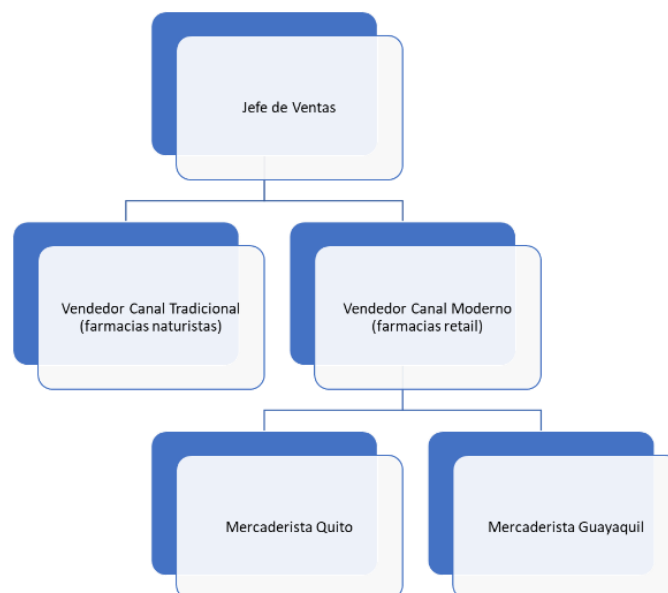 Jefe de Ventas
Vendedor Canal Tradicional
(farmacias naturistas)
Vendedor Canal Moderno
(farmacias retail)
Mercaderista Quito
Mercaderista Guayaquil